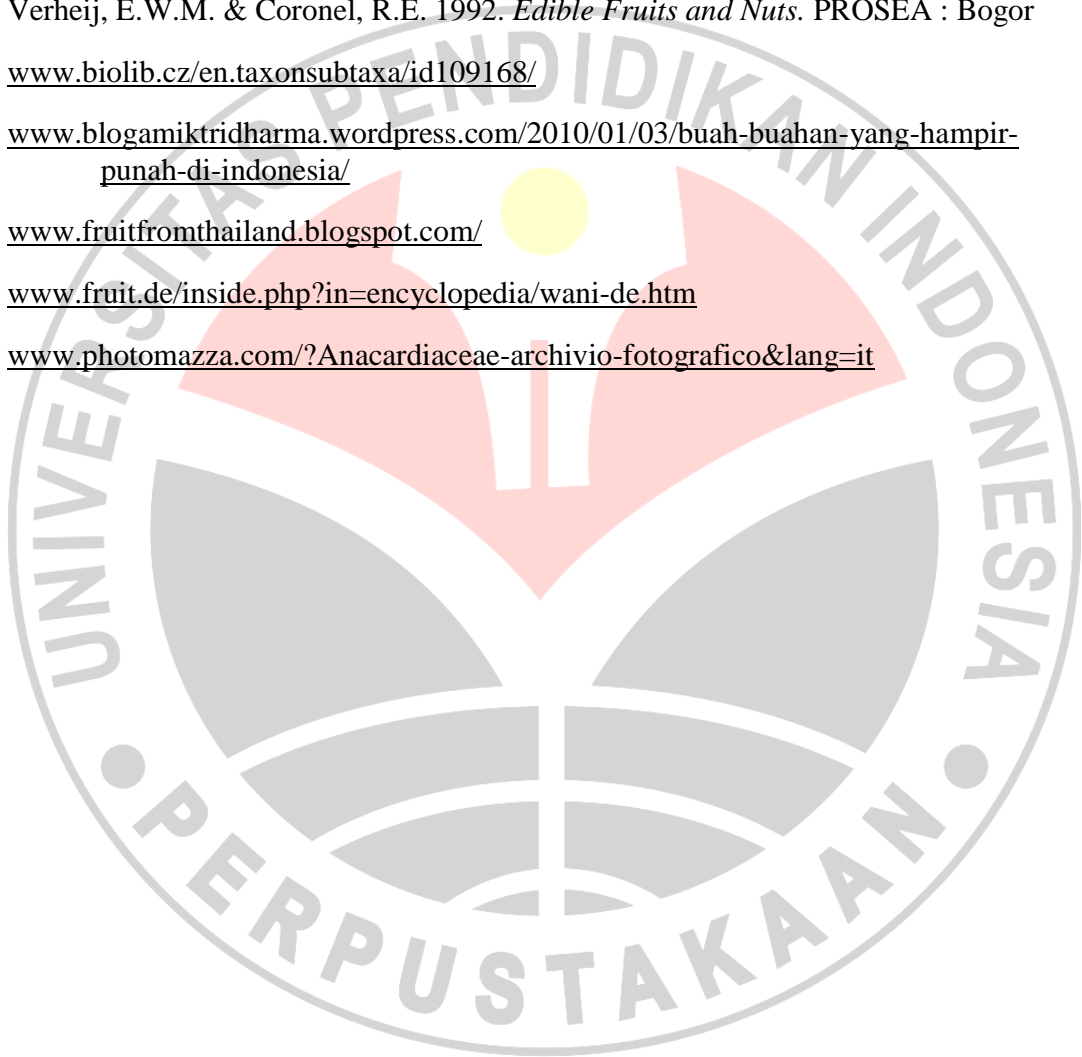 Verheij, E.W.M. & Coronel, R.E. 1992. Edible Fruits and Nuts. PROSEA : Bogor
www.biolib.cz/en.taxonsubtaxa/id109168/
www.blogamiktridharma.wordpress.com/2010/01/03/buah-buahan-yang-hampir-
punah-di-indonesia/
www.fruitfromthailand.blogspot.com/
www.fruit.de/inside.php?in=encyclopedia/wani-de.htm
www.photomazza.com/?Anacardiaceae-archivio-fotografico&lang=it
UNIVERSITAS PENDIDIKAN INDONESIA
PERPUSTAKAAN